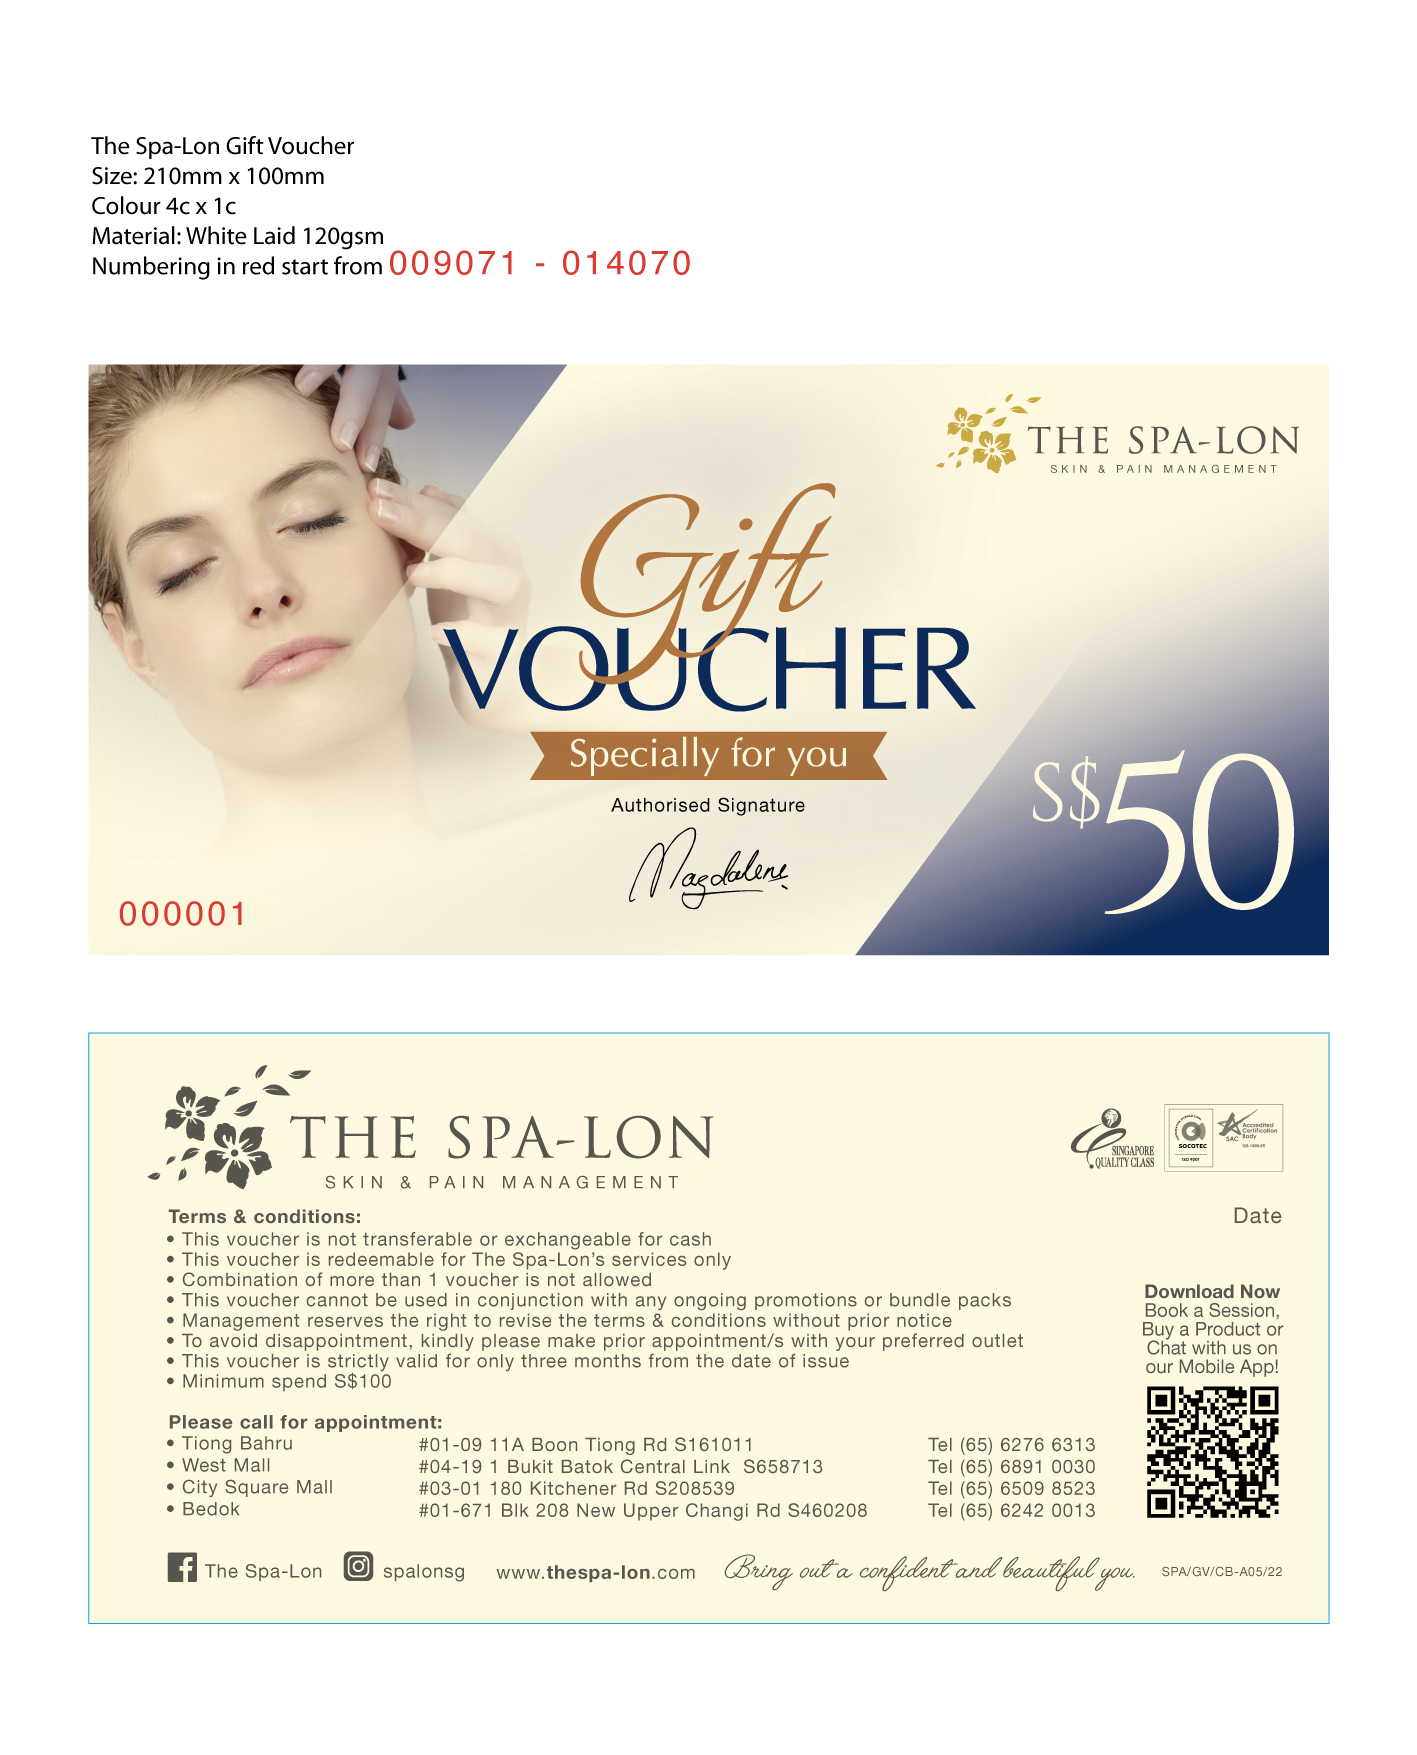 The Spa-Lon Gift Voucher
Size: 210mm x 100mm
Colour 4c x 1c
Material: White Laid 120gsm
Numbering in red start from 009071 - 014070
THE SPA-LON
SKIN & PAIN MANAGEMENT
Gift
VOUCHER
Specially for you
Authorised Signature
Magdalene
S$50
000001
THE SPA-LON
SKIN & PAIN MANAGEMENT
SINGAPORE
QUALITY CLASS
SOCOTEC
ISO 9001
SAC
Accredited
Certification
Body
Terms & conditions:
• This voucher is not transferable or exchangeable for cash
• This voucher is redeemable for The Spa-Lon’s services only
• Combination of more than 1 voucher is not allowed
• This voucher cannot be used in conjunction with any ongoing promotions or bundle packs
• Management reserves the right to revise the terms & conditions without prior notice
• To avoid disappointment, kindly please make prior appointment/s with your preferred outlet
• This voucher is strictly valid for only three months from the date of issue
• Minimum spend S$100
Date
Download Now
Book a Session,
Buy a Product or
Chat with us on
our Mobile App!
Please call for appointment:
• Tiong Bahru #01-09 11A Boon Tiong Rd S161011 Tel (65) 6276 6313
• West Mall #04-19 1 Bukit Batok Central Link S658713 Tel (65) 6891 0030
• City Square Mall #03-01 180 Kitchener Rd S208539 Tel (65) 6509 8523
• Bedok #01-671 Blk 208 New Upper Changi Rd S460208 Tel (65) 6242 0013
The Spa-Lon spalonsg www.thespa-lon.com Bring out a confident and beautiful you. SPA/GV/CB-A05/22